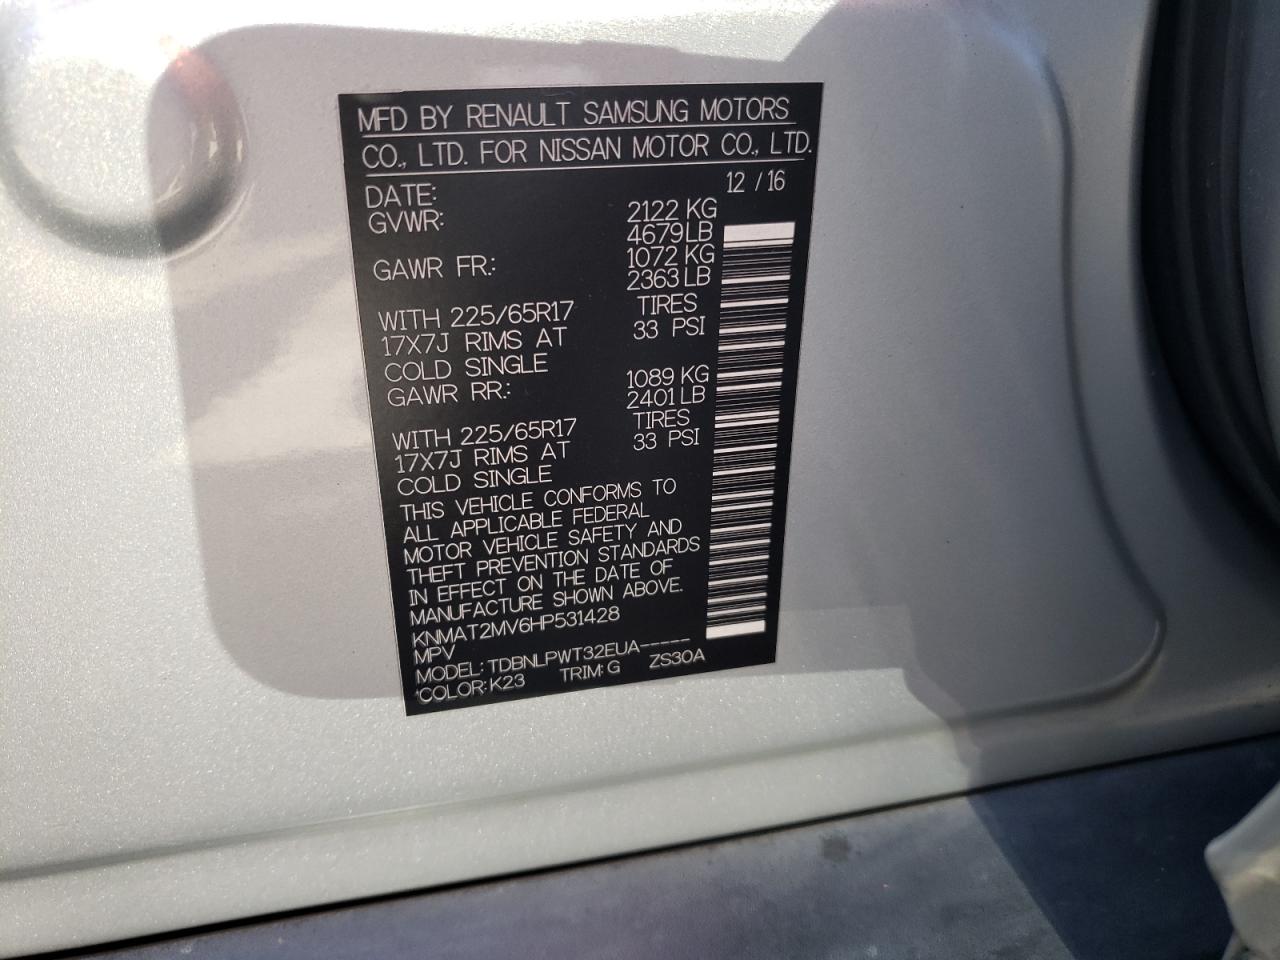 MFD BY RENAULT SAMSUNG MOTORS
CO., LTD. FOR NISSAN MOTOR CO., LTD.
DATE: 12 / 16
GVWR: 2122 KG
4679 LB
GAWR FR.: 1072 KG
2363 LB
WITH 225/65R17 TIRES
17X7J RIMS AT 33 PSI
COLD SINGLE
GAWR RR.: 1089 KG
2401 LB
WITH 225/65R17 TIRES
17X7J RIMS AT 33 PSI
COLD SINGLE
THIS VEHICLE CONFORMS TO
ALL APPLICABLE FEDERAL
MOTOR VEHICLE SAFETY AND
THEFT PREVENTION STANDARDS
IN EFFECT ON THE DATE OF
MANUFACTURE SHOWN ABOVE.
KNMAT2MV6HP531428
MPV
MODEL: TDBNLPWT32EUA-----
COLOR: K23 TRIM: G ZS30A